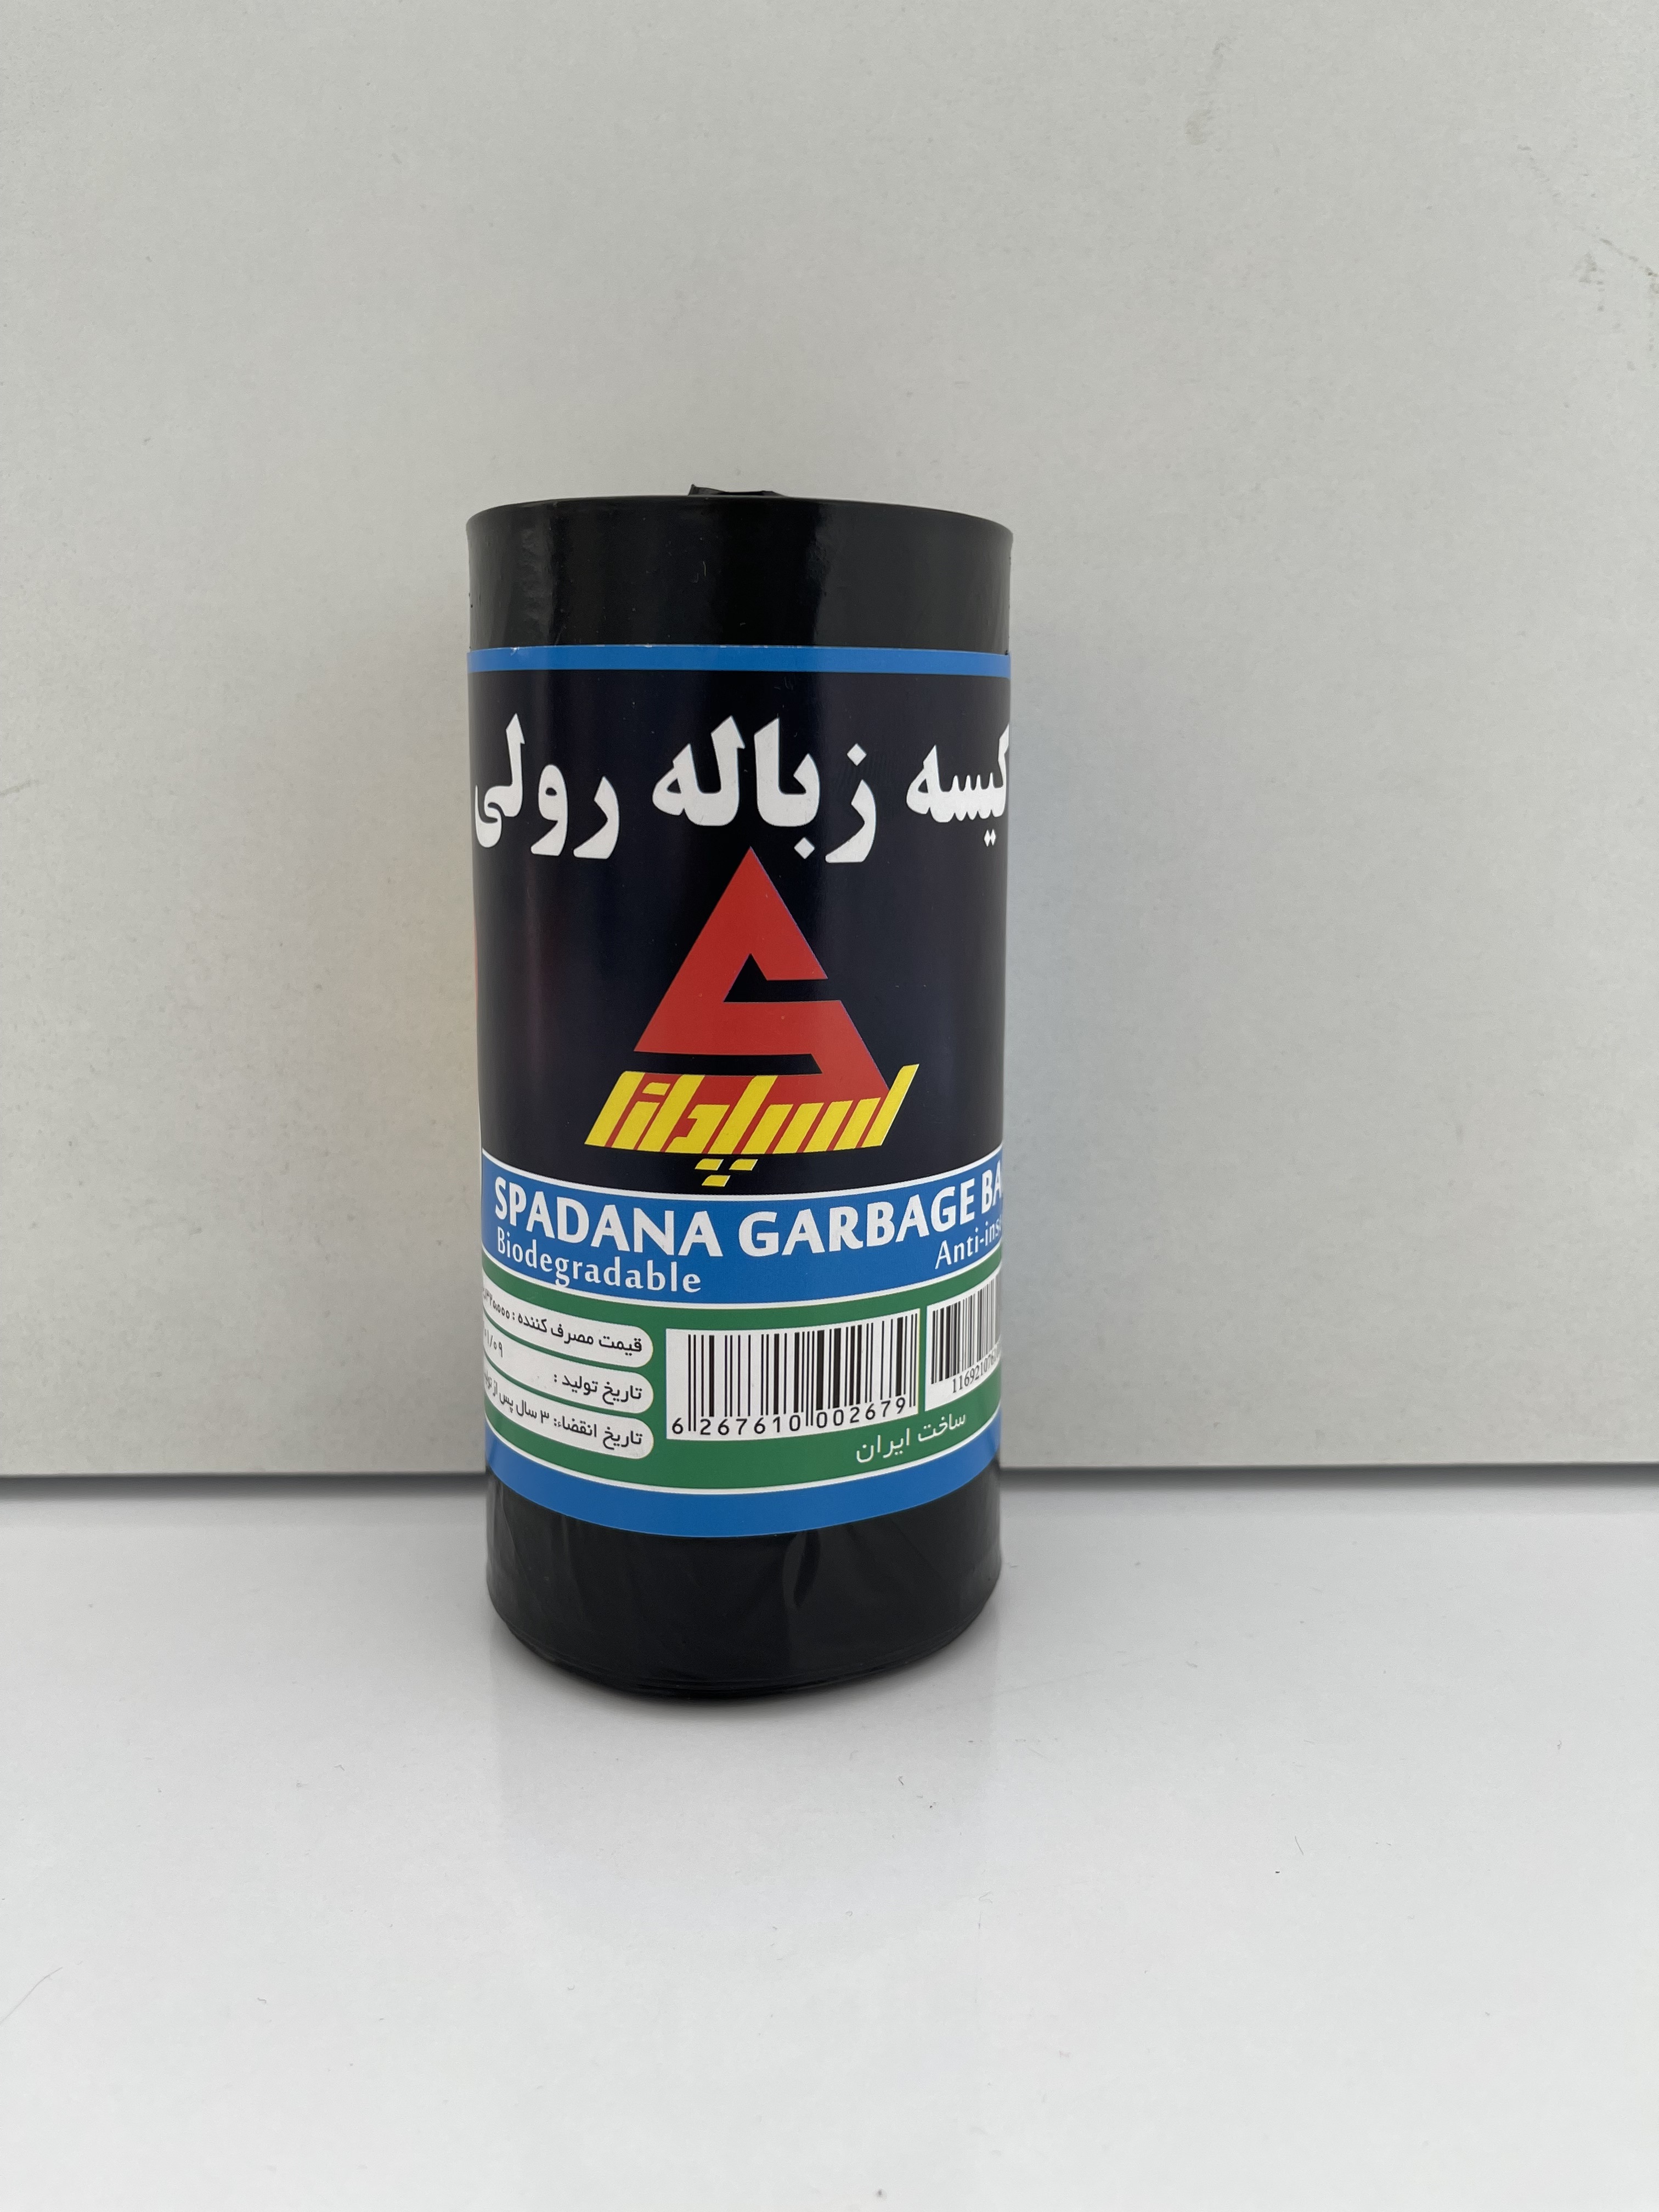 کیسه زباله رولی
اسپادانا
SPADANA GARBAGE
Biodegradable
قیمت مصرف کننده :
تاریخ تولید :
تاریخ انقضاء: ۳ سال پس از
6 267610 002679
ساخت ایران